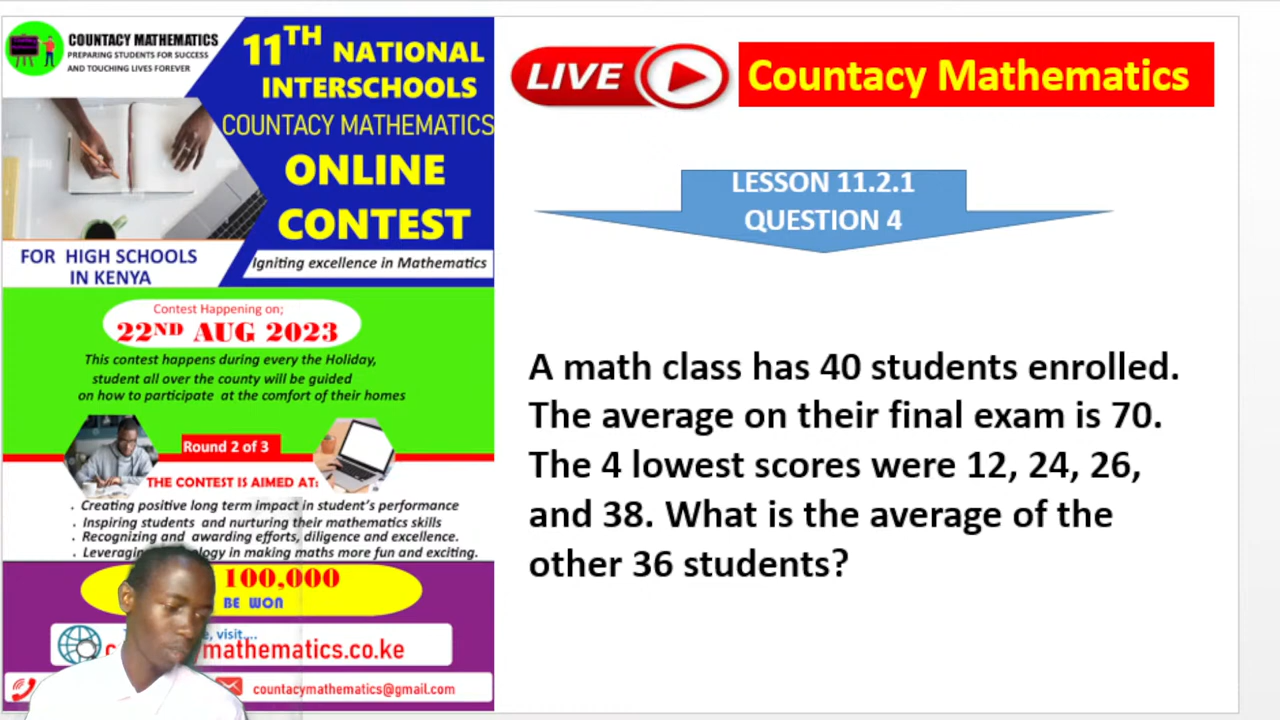 COUNTACY MATHEMATICS
PREPARING STUDENTS FOR SUCCESS
AND TOUCHING LIVES FOREVER
11TH NATIONAL
INTERSCHOOLS
COUNTACY MATHEMATICS
ONLINE
CONTEST
Igniting excellence in Mathematics
FOR HIGH SCHOOLS
IN KENYA
Contest Happening on;
22ND AUG 2023
This contest happens during every the Holiday,
student all over the county will be guided
on how to participate at the comfort of their homes
Round 2 of 3
THE CONTEST IS AIMED AT:
. Creating positive long term impact in student's performance
. Inspiring students and nurturing their mathematics skills
. Recognizing and awarding efforts, diligence and excellence.
. in making maths more fun and exciting.
100,000
BE WON
visit....
mathematics.co.ke
countacymathematics@gmail.com
LIVE
Countacy Mathematics
LESSON 11.2.1
QUESTION 4
A math class has 40 students enrolled.
The average on their final exam is 70.
The 4 lowest scores were 12, 24, 26,
and 38. What is the average of the
other 36 students?